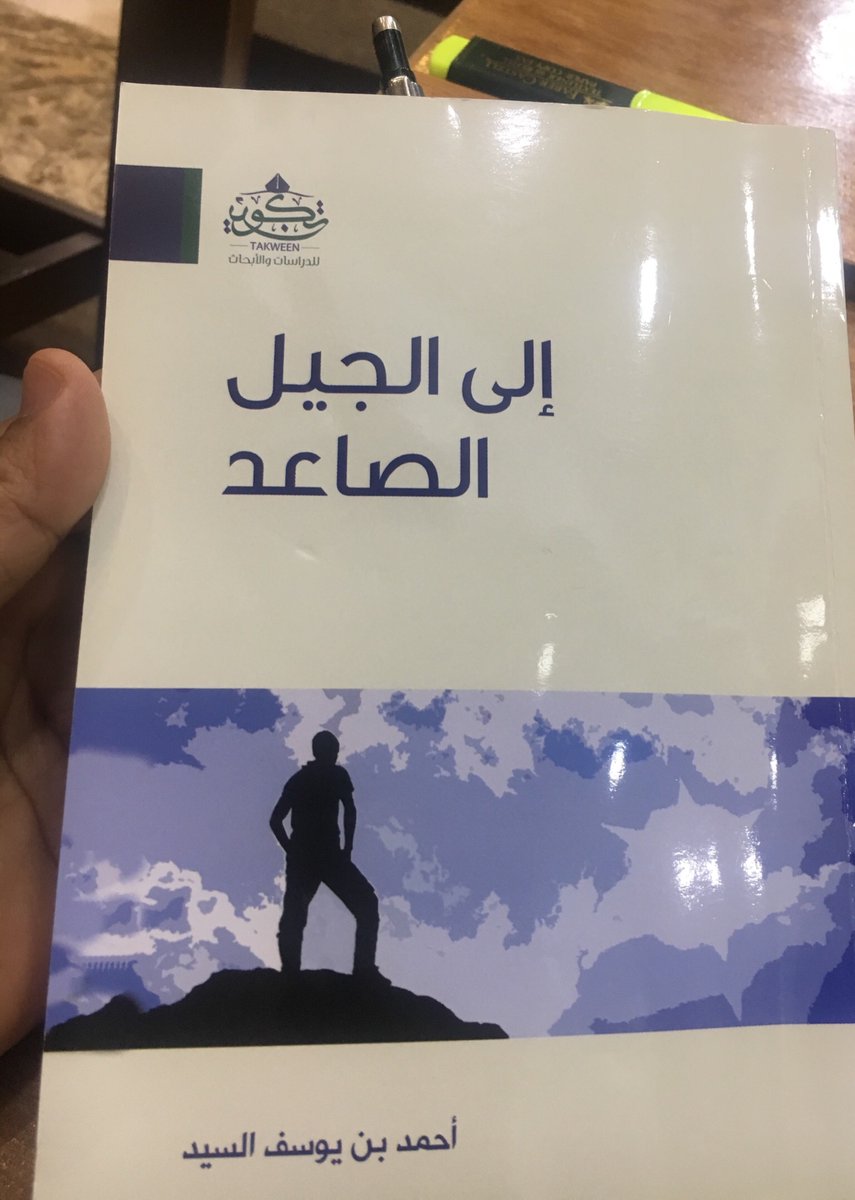 تكوين
TAKWEEN
للدراسات والأبحاث
إلى الجيل
الصاعد
أحمد بن يوسف السيد